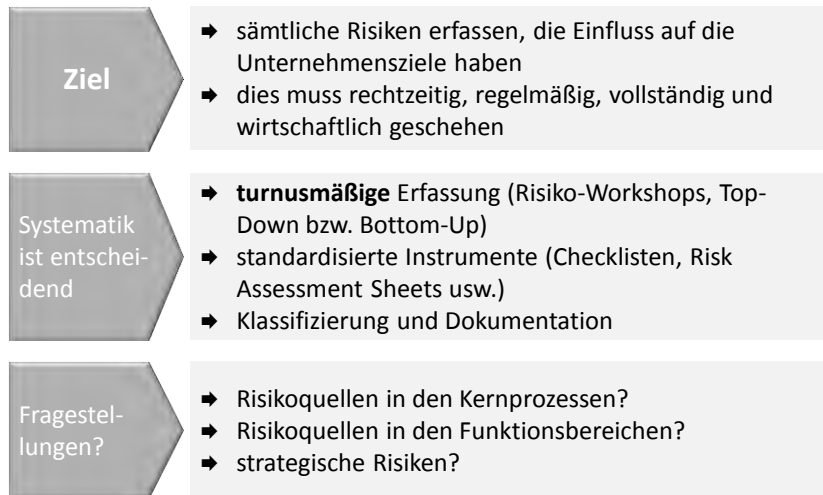 Ziel
➡ sämtliche Risiken erfassen, die Einfluss auf die
Unternehmensziele haben
➡ dies muss rechtzeitig, regelmäßig, vollständig und
wirtschaftlich geschehen
Systematik
ist entschei-
dend
➡ turnusmäßige Erfassung (Risiko-Workshops, Top-
Down bzw. Bottom-Up)
➡ standardisierte Instrumente (Checklisten, Risk
Assessment Sheets usw.)
➡ Klassifizierung und Dokumentation
Fragestel-
lungen?
➡ Risikoquellen in den Kernprozessen?
➡ Risikoquellen in den Funktionsbereichen?
➡ strategische Risiken?